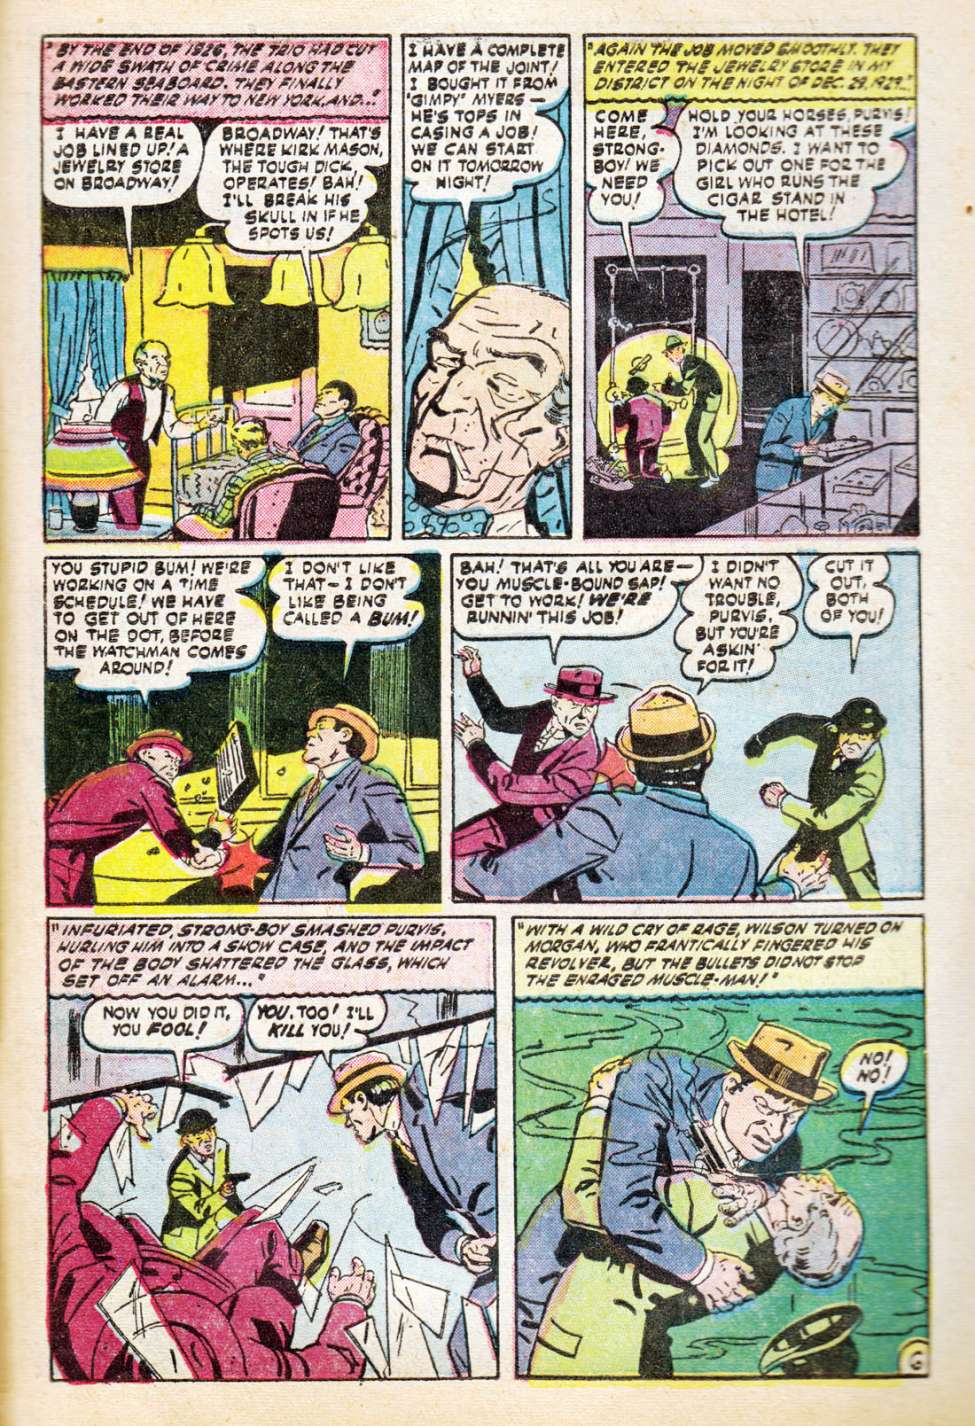 "BY THE END OF 1926, THE TRIO HAD CUT
A WIDE SWATH OF CRIME ALONG THE
EASTERN SEABOARD. THEY FINALLY
WORKED THEIR WAY TO NEW YORK, AND..."
I HAVE A REAL
JOB LINED UP! A
JEWELRY STORE
ON BROADWAY!
BROADWAY! THAT'S
WHERE KIRK MASON,
THE TOUGH DICK,
OPERATES! BAH!
I'LL BREAK HIS
SKULL IN IF HE
SPOTS US!
I HAVE A COMPLETE
MAP OF THE JOINT!
I BOUGHT IT FROM
"GIMPY" MYERS —
HE'S TOPS IN
CASING A JOB!
WE CAN START
ON IT TOMORROW
NIGHT!
"AGAIN THE JOB MOVED SMOOTHLY. THEY
ENTERED THE JEWELRY STORE IN MY
DISTRICT ON THE NIGHT OF DEC. 29, 1929..."
COME
HERE,
STRONG-
BOY! WE
NEED
YOU!
HOLD YOUR HORSES, PURVIS!
I'M LOOKING AT THESE
DIAMONDS. I WANT TO
PICK OUT ONE FOR THE
GIRL WHO RUNS THE
CIGAR STAND IN
THE HOTEL!
YOU STUPID BUM! WE'RE
WORKING ON A TIME
SCHEDULE! WE HAVE
TO GET OUT OF HERE
ON THE DOT, BEFORE
THE WATCHMAN COMES
AROUND!
I DON'T LIKE
THAT — I DON'T
LIKE BEING
CALLED A BUM!
BAH! THAT'S ALL YOU ARE —
YOU MUSCLE-BOUND SAP!
GET TO WORK! WE'RE
RUNNIN' THIS JOB!
I DIDN'T
WANT NO
TROUBLE,
PURVIS,
BUT YOU'RE
ASKIN'
FOR IT!
CUT IT
OUT,
BOTH
OF YOU!
"INFURIATED, STRONG-BOY SMASHED PURVIS,
HURLING HIM INTO A SHOW CASE, AND THE IMPACT
OF THE BODY SHATTERED THE GLASS, WHICH
SET OFF AN ALARM..."
NOW YOU DID IT,
YOU FOOL!
YOU, TOO! I'LL
KILL YOU!
"WITH A WILD CRY OF RAGE, WILSON TURNED ON
MORGAN, WHO FRANTICALLY FINGERED HIS
REVOLVER, BUT THE BULLETS DID NOT STOP
THE ENRAGED MUSCLE-MAN!"
NO!
NO!
6